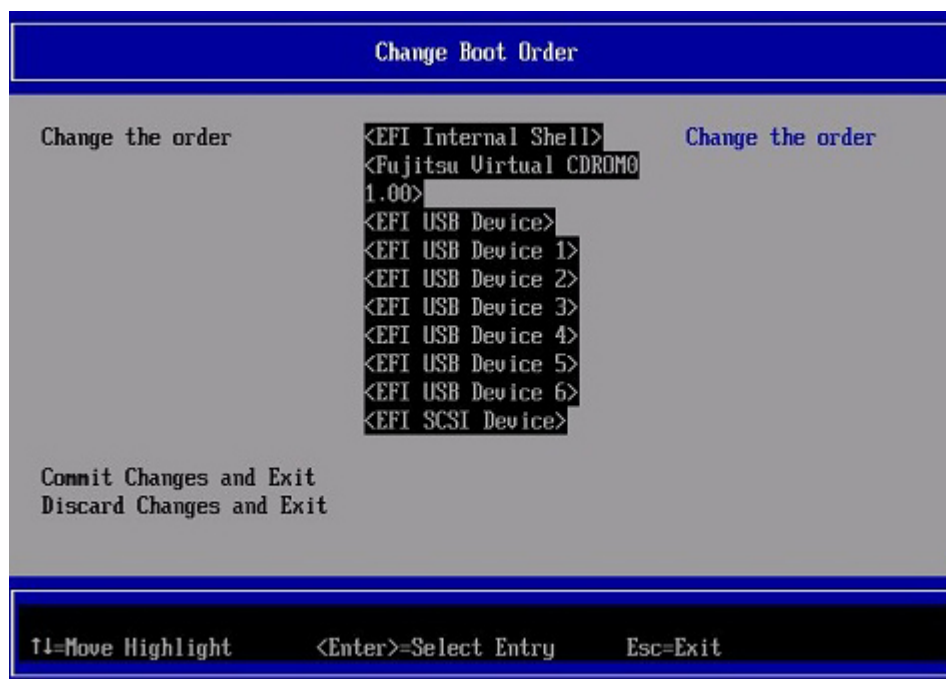 Change Boot Order
Change the order <EFI Internal Shell> Change the order
<Fujitsu Virtual CDROM0
1.00>
<EFI USB Device>
<EFI USB Device 1>
<EFI USB Device 2>
<EFI USB Device 3>
<EFI USB Device 4>
<EFI USB Device 5>
<EFI USB Device 6>
<EFI SCSI Device>
Commit Changes and Exit
Discard Changes and Exit
↑↓=Move Highlight <Enter>=Select Entry Esc=Exit